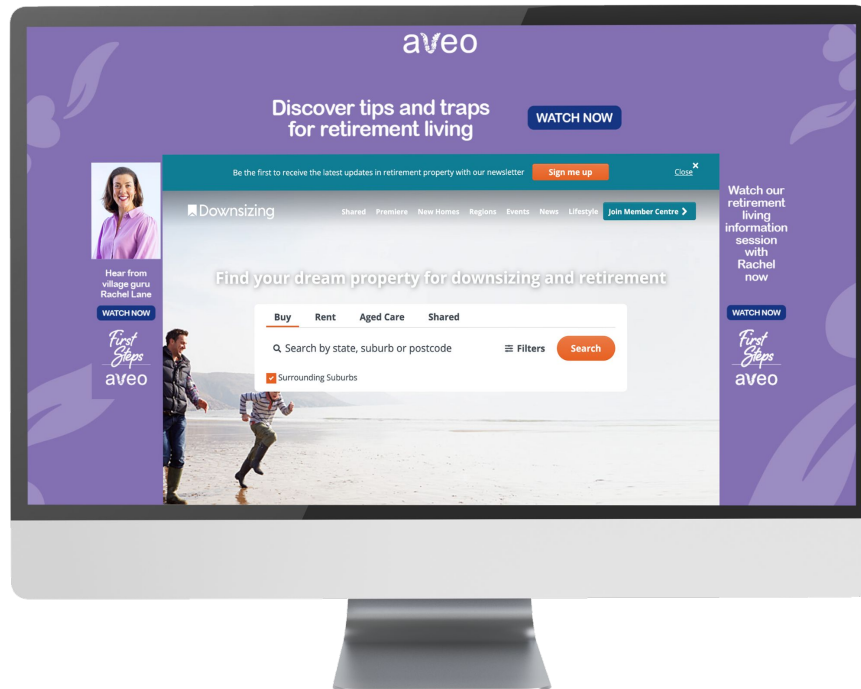 aveo
Discover tips and traps
for retirement living
WATCH NOW
Be the first to receive the latest updates in retirement property with our newsletter
Sign me up
Close
×
Downsizing
Shared
Premiere
New Homes
Regions
Events
News
Lifestyle
Join Member Centre ❯
Find your dream property for downsizing and retirement
Buy
Rent
Aged Care
Shared
Search by state, suburb or postcode
Filters
Search
Surrounding Suburbs
Hear from
village guru
Rachel Lane
WATCH NOW
First
Steps
aveo
Watch our
retirement
living
information
session
with
Rachel
now
WATCH NOW
First
Steps
aveo